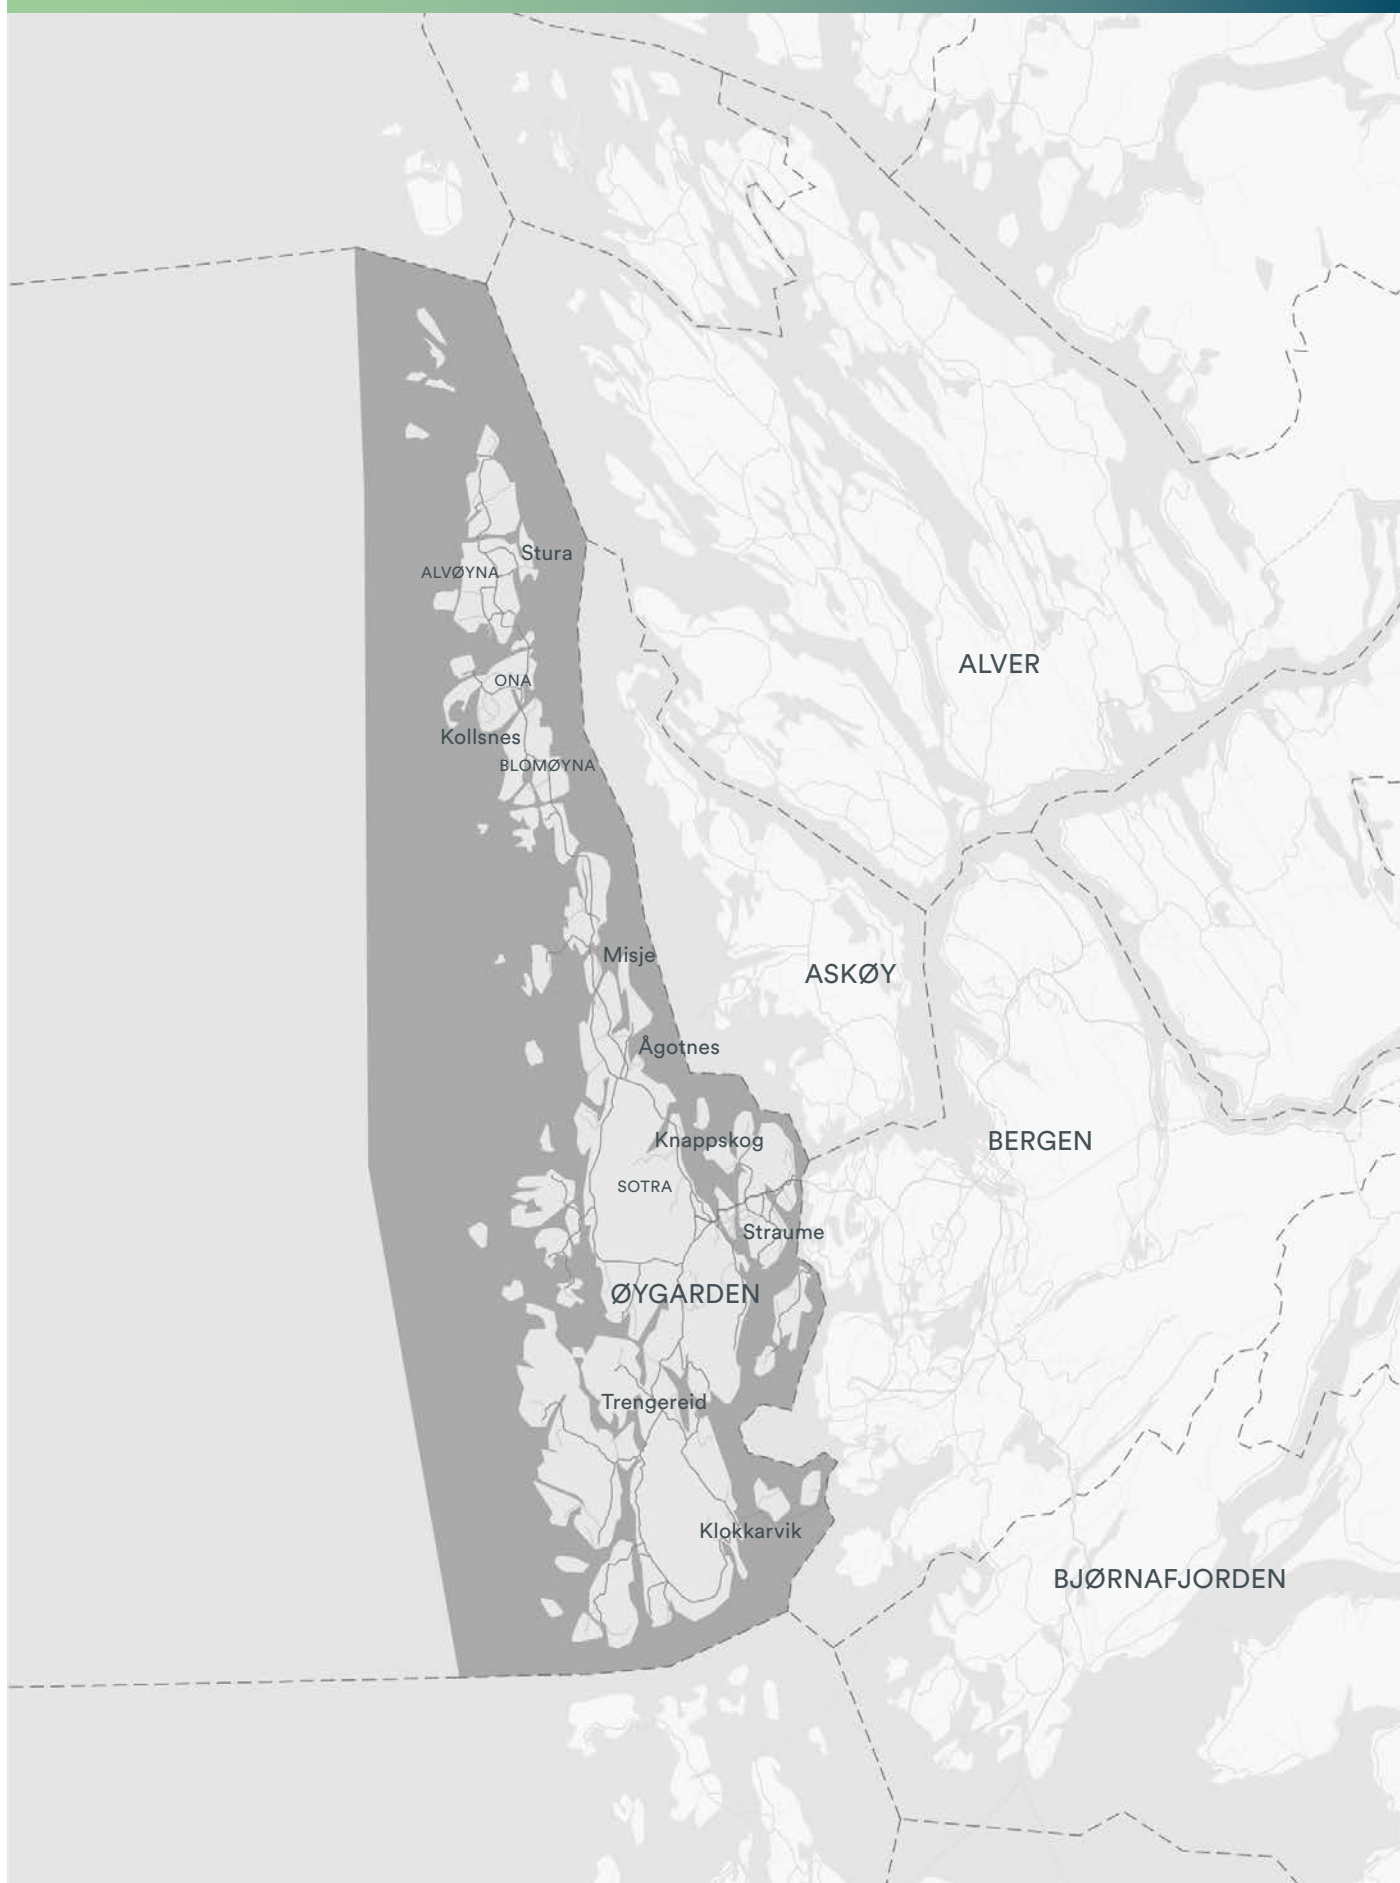 Stura
ALVØYNA
ALVER
ONA
Kollsnes
BLOMØYNA
Misje
ASKØY
Ågotnes
Knappskog
BERGEN
SOTRA
Straume
ØYGARDEN
Trengereid
Klokkarvik
BJØRNAFJORDEN